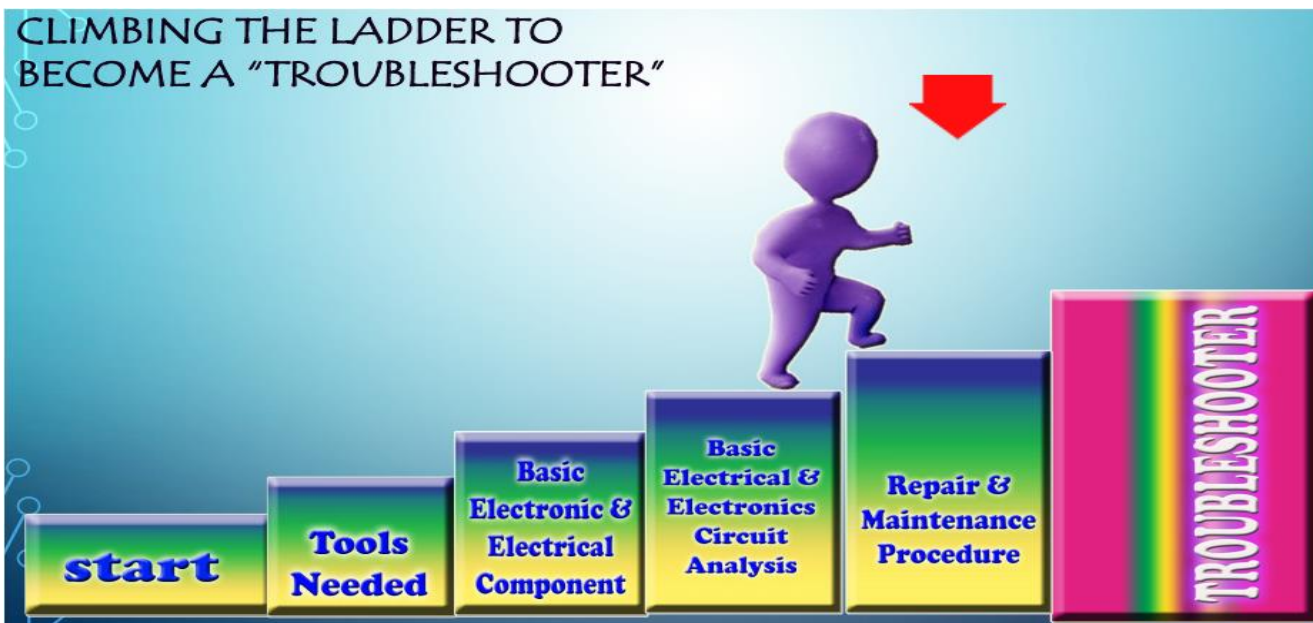 CLIMBING THE LADDER TO
BECOME A "TROUBLESHOOTER"
start
Tools
Needed
Basic
Electronic &
Electrical
Component
Basic
Electrical &
Electronics
Circuit
Analysis
Repair &
Maintenance
Procedure
TROUBLESHOOTER